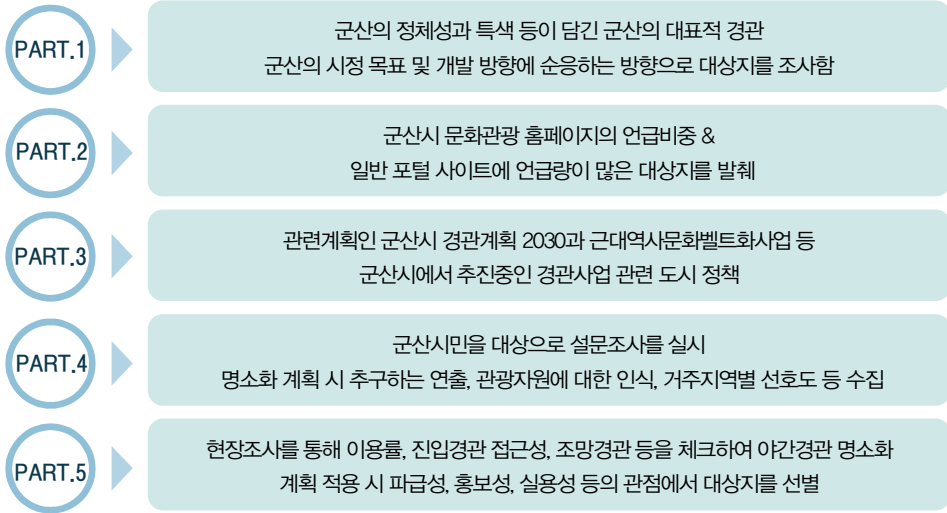 PART.1
군산의 정체성과 특색 등이 담긴 군산의 대표적 경관
군산의 시정 목표 및 개발 방향에 순응하는 방향으로 대상지를 조사함
PART.2
군산시 문화관광 홈페이지의 언급비중 &
일반 포털 사이트에 언급량이 많은 대상지를 발췌
PART.3
관련계획인 군산시 경관계획 2030과 근대역사문화벨트화사업 등
군산시에서 추진중인 경관사업 관련 도시 정책
PART.4
군산시민을 대상으로 설문조사를 실시
명소화 계획 시 추구하는 연출, 관광자원에 대한 인식, 거주지역별 선호도 등 수집
PART.5
현장조사를 통해 이용률, 진입경관 접근성, 조망경관 등을 체크하여 야간경관 명소화
계획 적용 시 파급성, 홍보성, 실용성 등의 관점에서 대상지를 선별